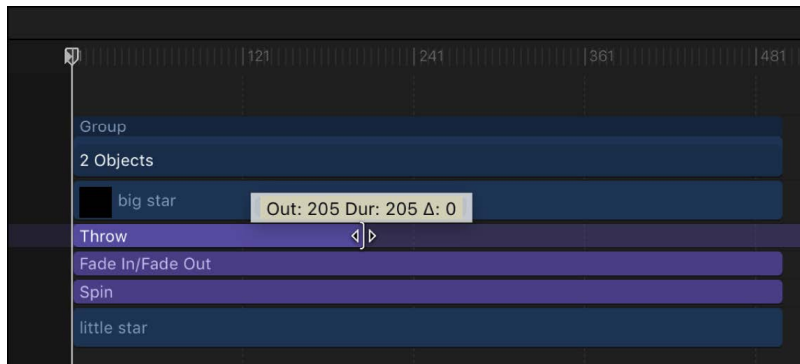 121 241 361 481
Group
2 Objects
big star
Out: 205 Dur: 205 Δ: 0
Throw
Fade In/Fade Out
Spin
little star